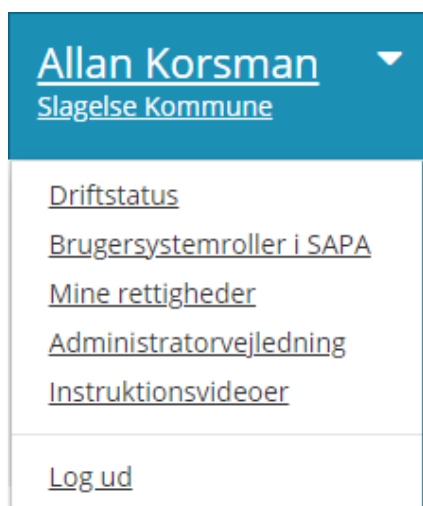 Allan Korsman
Slagelse Kommune
Driftstatus
Brugersystemroller i SAPA
Mine rettigheder
Administratorvejledning
Instruktionsvideoer
Log ud